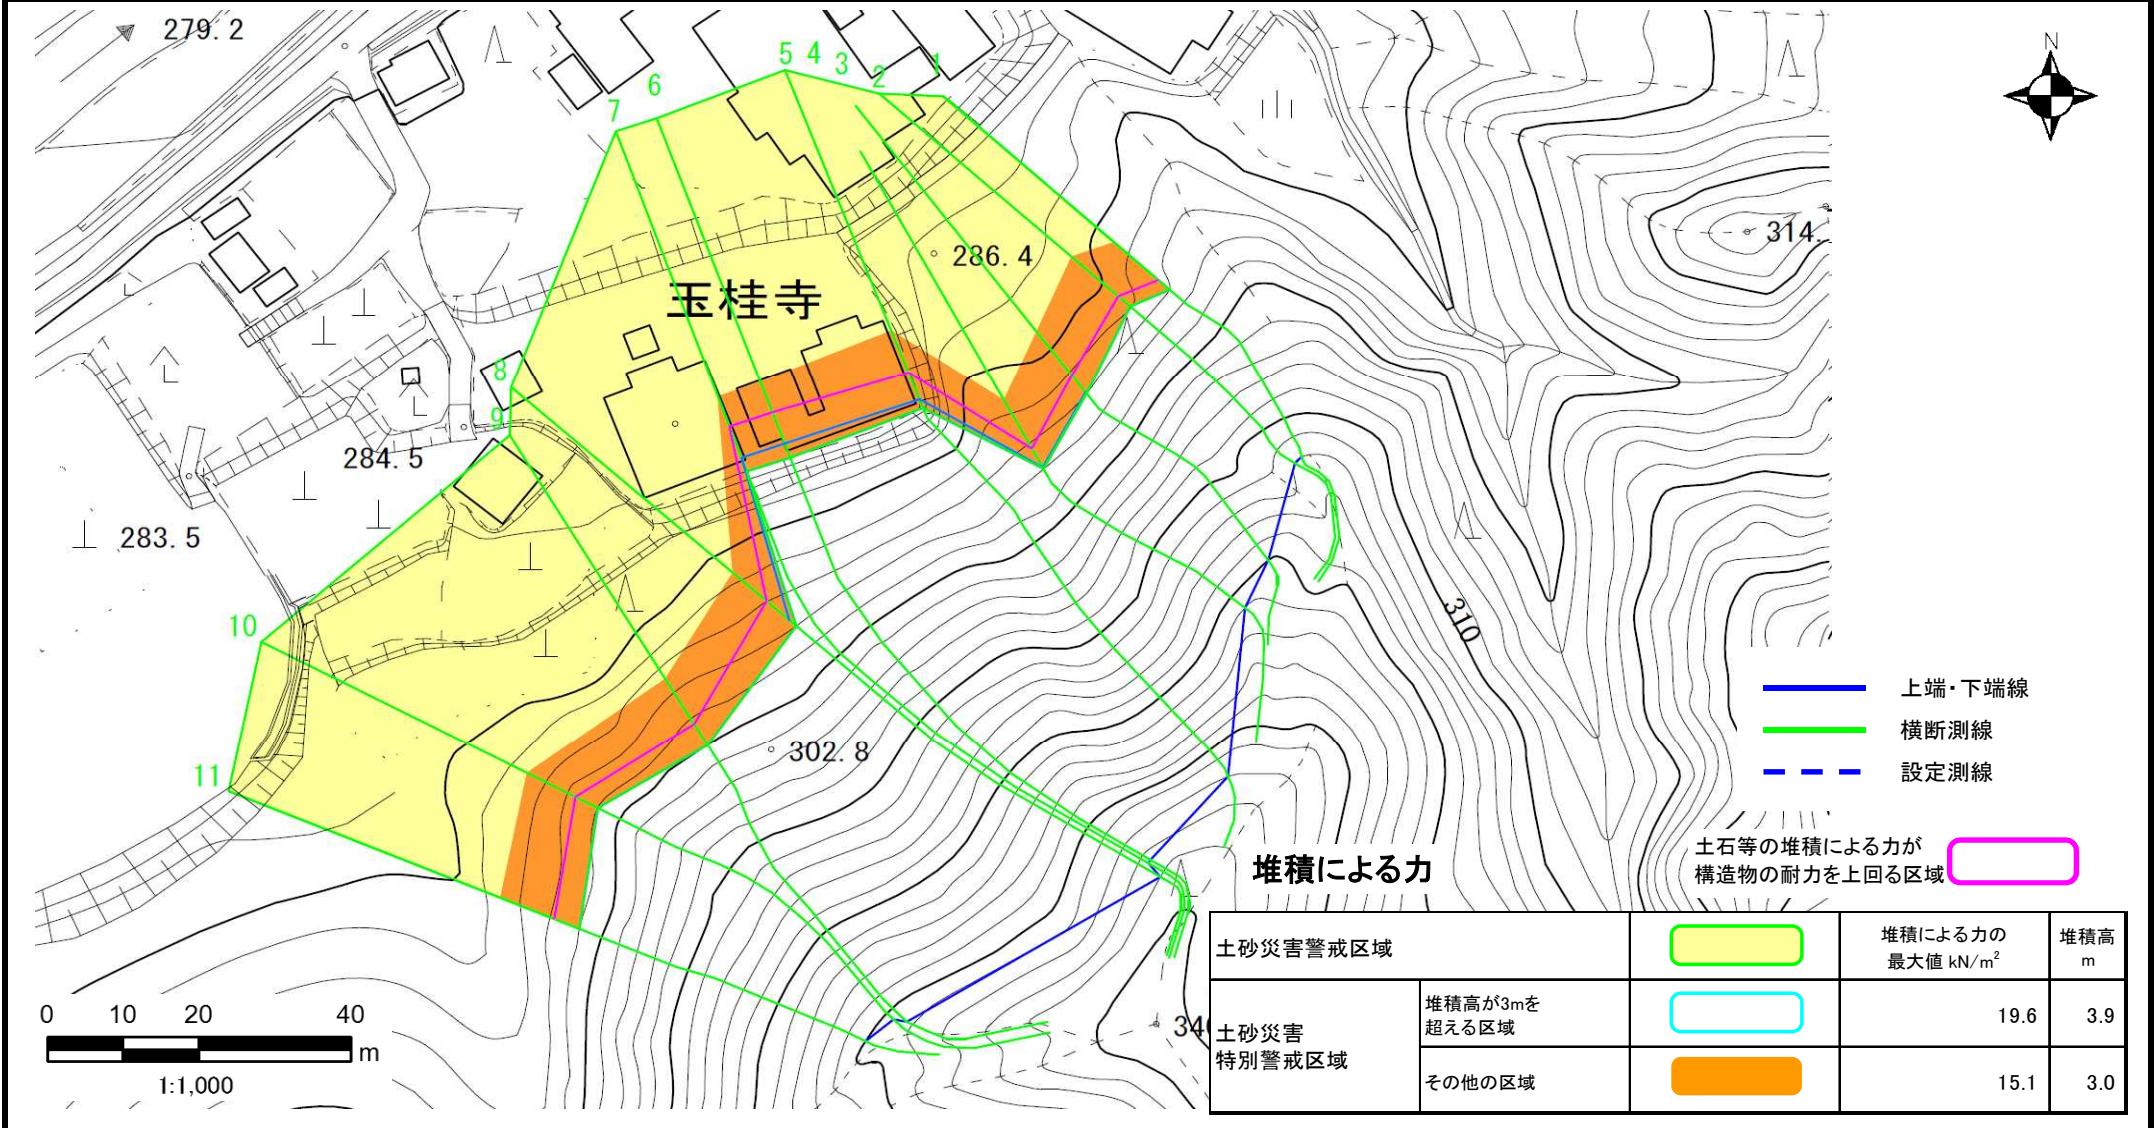 279.2
5 4 3 2 1
6
7
N
314.
286.4
玉桂寺
8
9
284.5
283.5
10
310
11
302.8
上端・下端線
横断測線
設定測線
土石等の堆積による力が
構造物の耐力を上回る区域
堆積による力
土砂災害警戒区域
堆積による力の
最大値 kN/m²
堆積高
m
土砂災害
特別警戒区域
堆積高が3mを
超える区域
19.6
3.9
その他の区域
15.1
3.0
340
0 10 20 40
m
1:1,000